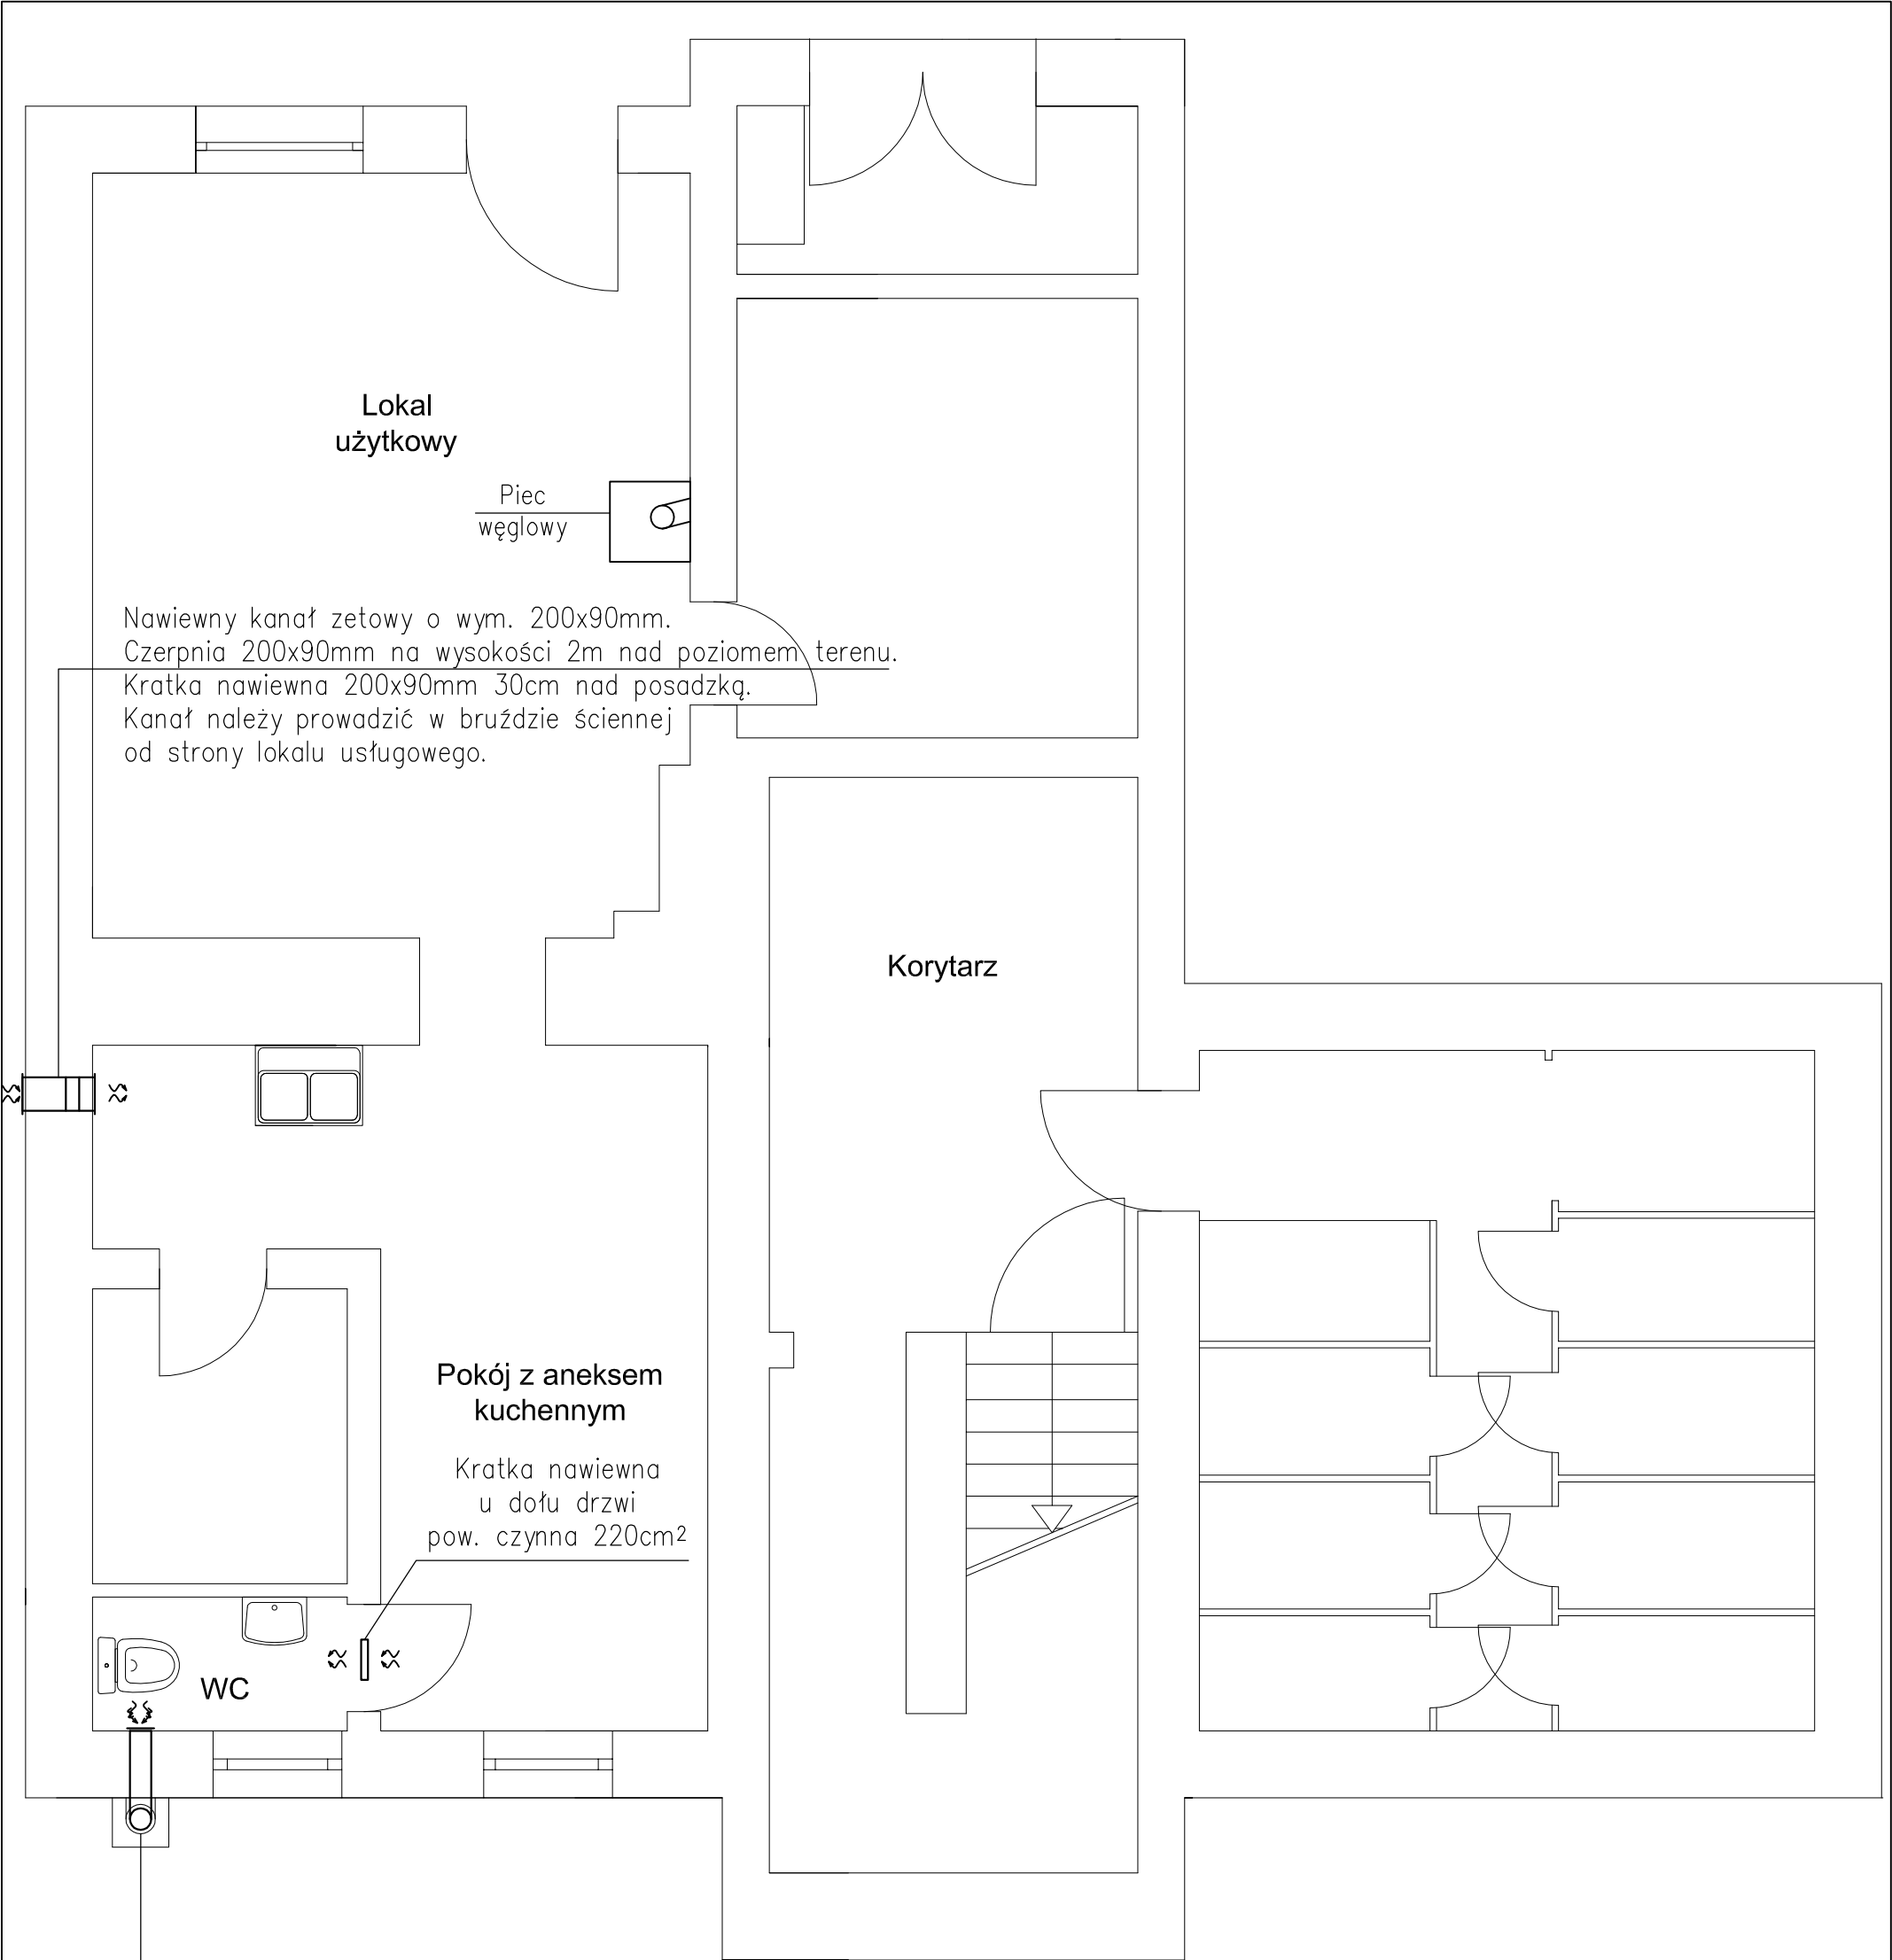 Lokal
użytkowy
Piec
węglowy
Nawiewny kanał zetowy o wym. 200x90mm.
Czerpnia 200x90mm na wysokości 2m nad poziomem terenu.
Kratka nawiewna 200x90mm 30cm nad posadzką.
Kanał należy prowadzić w bruździe ściennej
od strony lokalu usługowego.
Korytarz
Pokój z aneksem
kuchennym
Kratka nawiewna
u dołu drzwi
pow. czynna 220cm2
WC